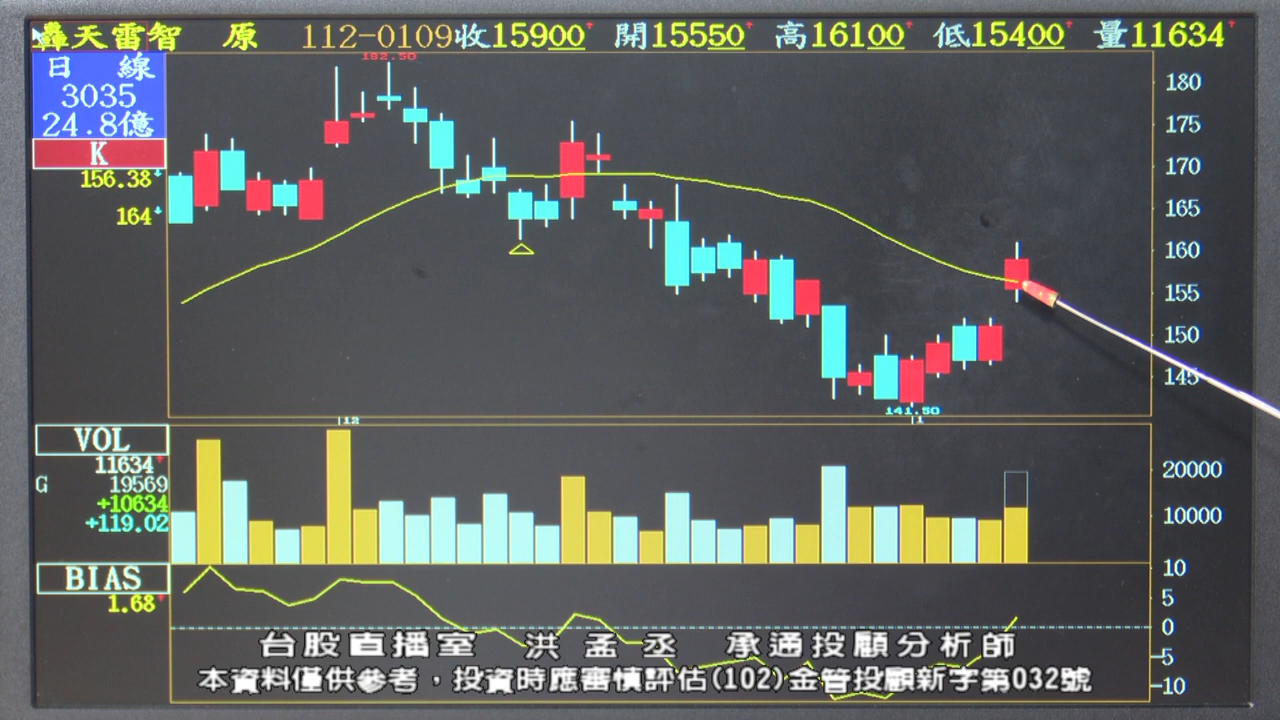 轟天雷智 原 112-0109收15900 開15550 高16100 低15400 量11634
日 線
3035
24.8億
K
156.38
164
182.50
180
175
170
165
160
155
150
145
141.50
12
1
VOL
11634
G 19569
+10634
+119.02
20000
10000
BIAS
1.68
10
5
0
-5
-10
台股直播室 洪孟丞 承通投顧分析師
本資料僅供參考，投資時應審慎評估(102)金管投顧新字第032號